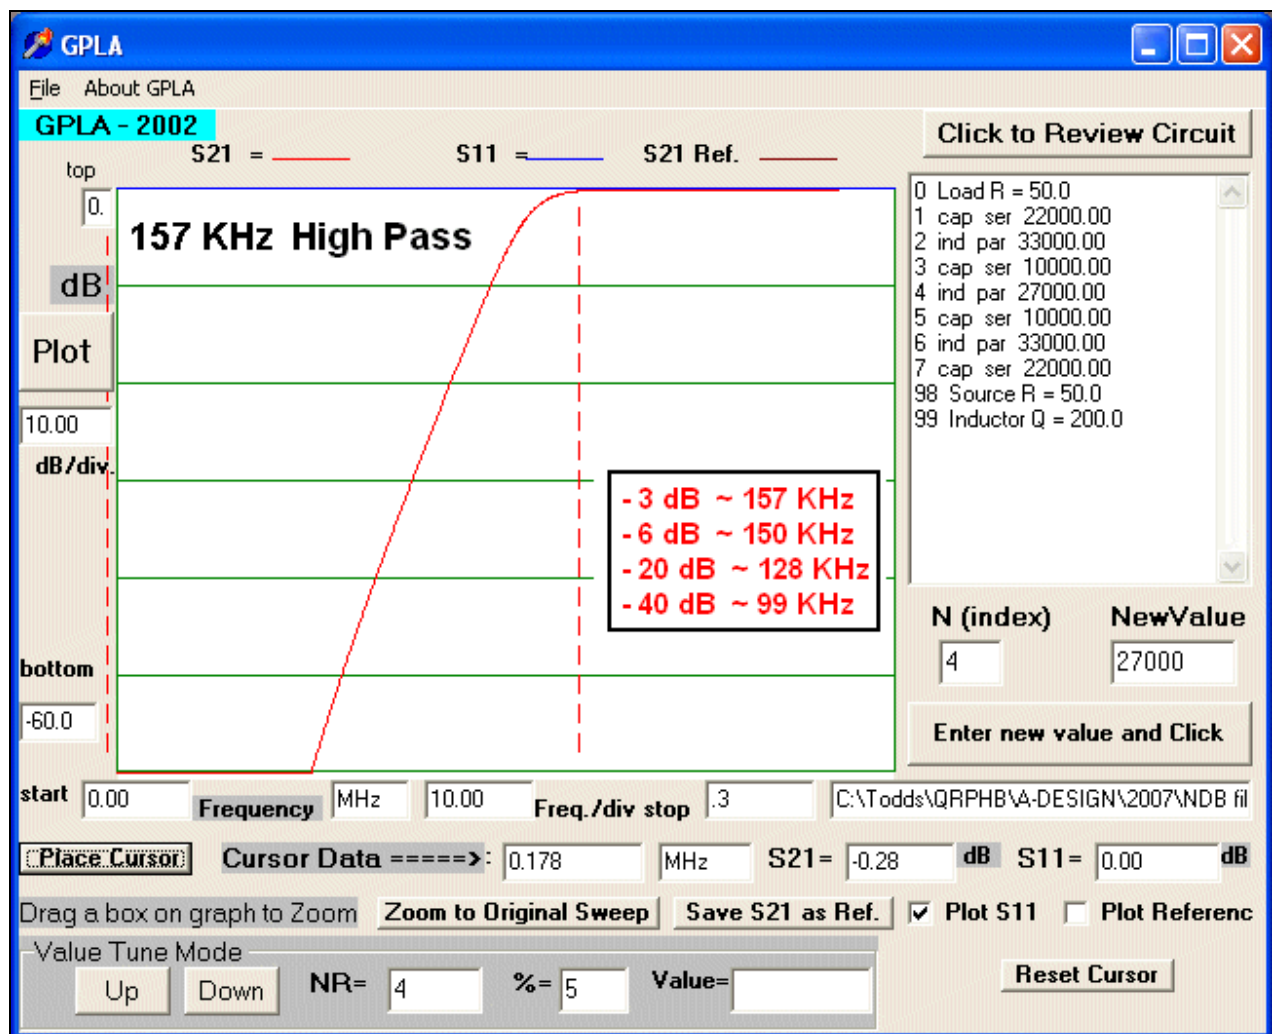 GPLA
File About GPLA
GPLA - 2002
S21 = S11 = S21 Ref.
Click to Review Circuit
top
0.
dB
Plot
10.00
dB/div.
bottom
-60.0
157 KHz High Pass
- 3 dB ~ 157 KHz
- 6 dB ~ 150 KHz
- 20 dB ~ 128 KHz
- 40 dB ~ 99 KHz
0 Load R = 50.0
1 cap ser 22000.00
2 ind par 33000.00
3 cap ser 10000.00
4 ind par 27000.00
5 cap ser 10000.00
6 ind par 33000.00
7 cap ser 22000.00
98 Source R = 50.0
99 Inductor Q = 200.0
N (index) NewValue
4 27000
Enter new value and Click
start 0.00 Frequency MHz 10.00 Freq./div stop .3 C:\Todds\QRPHB\A-DESIGN\2007\NDB fil
Place Cursor Cursor Data =====>: 0.178 MHz S21= -0.28 dB S11= 0.00 dB
Drag a box on graph to Zoom Zoom to Original Sweep Save S21 as Ref. Plot S11 Plot Referenc
Value Tune Mode
Up Down NR= 4 %= 5 Value= Reset Cursor